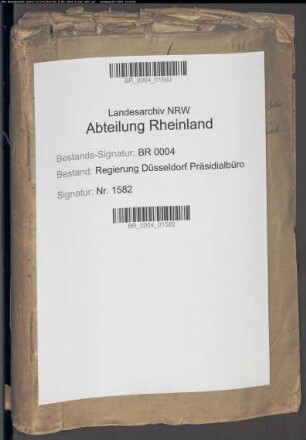 BR_0004_01582
Landesarchiv NRW
Abteilung Rheinland
Bestands-Signatur: BR 0004
Bestand: Regierung Düsseldorf Präsidialbüro
Signatur: Nr. 1582
BR_0004_01582